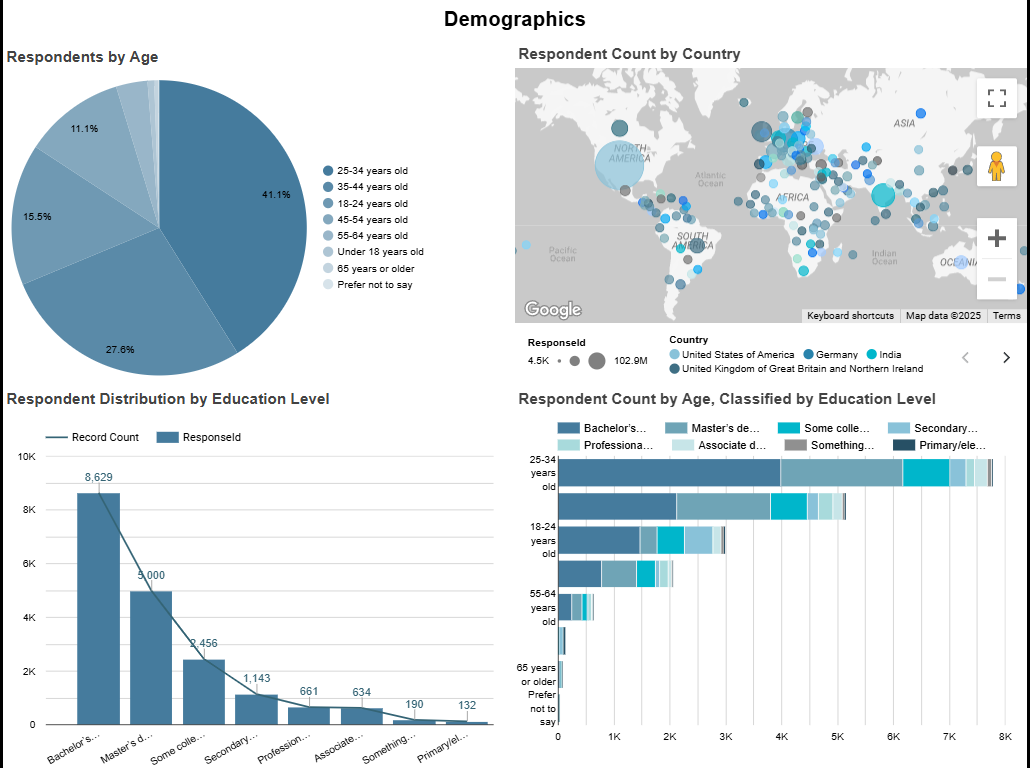 Demographics
Respondents by Age
11.1%
15.5%
41.1%
27.6%
25-34 years old
35-44 years old
18-24 years old
45-54 years old
55-64 years old
Under 18 years old
65 years or older
Prefer not to say
Respondent Count by Country
NORTH
AMERICA
ASIA
Atlantic
Ocean
AFRICA
SOUTH
AMERICA
Pacific
Ocean
Indian
Ocean
Google
Keyboard shortcuts Map data ©2025 Terms
ResponseId
4.5K 102.9M
Country
United States of America Germany India
United Kingdom of Great Britain and Northern Ireland
Respondent Distribution by Education Level
Record Count ResponseId
10K
8K
6K
4K
2K
0
8,629
5,000
2,456
1,143
661
634
190
132
Bachelor's...
Master's d...
Some colle...
Secondary...
Profession...
Associate...
Something...
Primary/el...
Respondent Count by Age, Classified by Education Level
Bachelor's... Master's de... Some colle... Secondary...
Professiona... Associate d... Something... Primary/ele...
25-34
years
old
18-24
years
old
55-64
years
old
65 years
or older
Prefer
not to
say
0 1K 2K 3K 4K 5K 6K 7K 8K